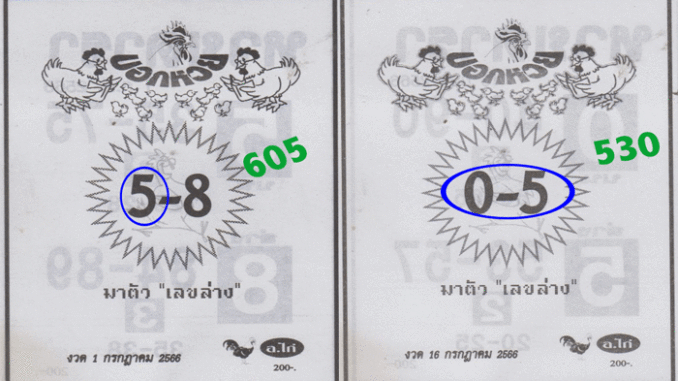 บอกหวย
5-8
605
มาตัว "เลขล่าง"
งวด 1 กรกฎาคม 2566
อ.ไก่
200-.
บอกหวย
0-5
530
มาตัว "เลขล่าง"
งวด 16 กรกฎาคม 2566
อ.ไก่
200-.